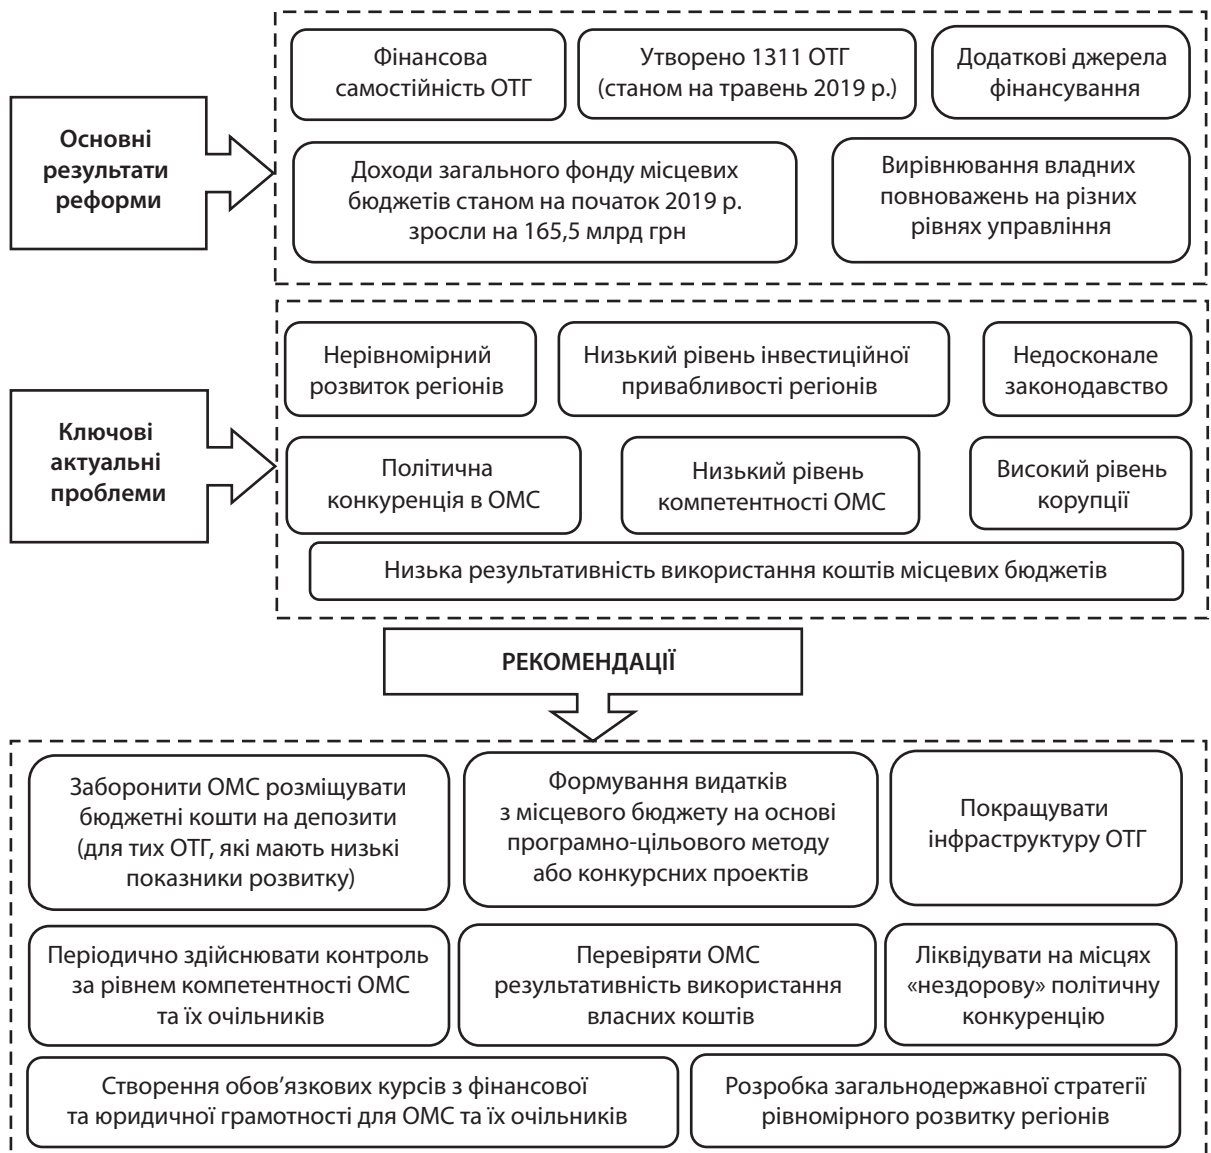 Основні
результати
реформи
Фінансова
самостійність ОТГ
Утворено 1311 ОТГ
(станом на травень 2019 р.)
Додаткові джерела
фінансування
Доходи загального фонду місцевих
бюджетів станом на початок 2019 р.
зросли на 165,5 млрд грн
Вирівнювання владних
повноважень на різних
рівнях управління
Ключові
актуальні
проблеми
Нерівномірний
розвиток регіонів
Низький рівень інвестиційної
привабливості регіонів
Недосконале
законодавство
Політична
конкуренція в ОМС
Низький рівень
компетентності ОМС
Високий рівень
корупції
Низька результативність використання коштів місцевих бюджетів
РЕКОМЕНДАЦІЇ
Заборонити ОМС розміщувати
бюджетні кошти на депозити
(для тих ОТГ, які мають низькі
показники розвитку)
Формування видатків
з місцевого бюджету на основі
програмно-цільового методу
або конкурсних проектів
Покращувати
інфраструктуру ОТГ
Періодично здійснювати контроль
за рівнем компетентності ОМС
та їх очільників
Перевіряти ОМС
результативність використання
власних коштів
Ліквідувати на місцях
«нездорову» політичну
конкуренцію
Створення обов’язкових курсів з фінансової
та юридичної грамотності для ОМС та їх очільників
Розробка загальнодержавної стратегії
рівномірного розвитку регіонів